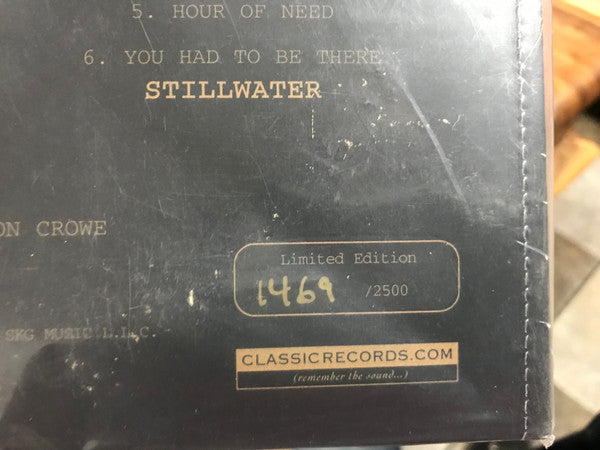 5. HOUR OF NEED
6. YOU HAD TO BE THERE
STILLWATER
ON CROWE
Limited Edition
1469 /2500
SKG MUSIC L.L.C.
CLASSICRECORDS.COM
(remember the sound...)